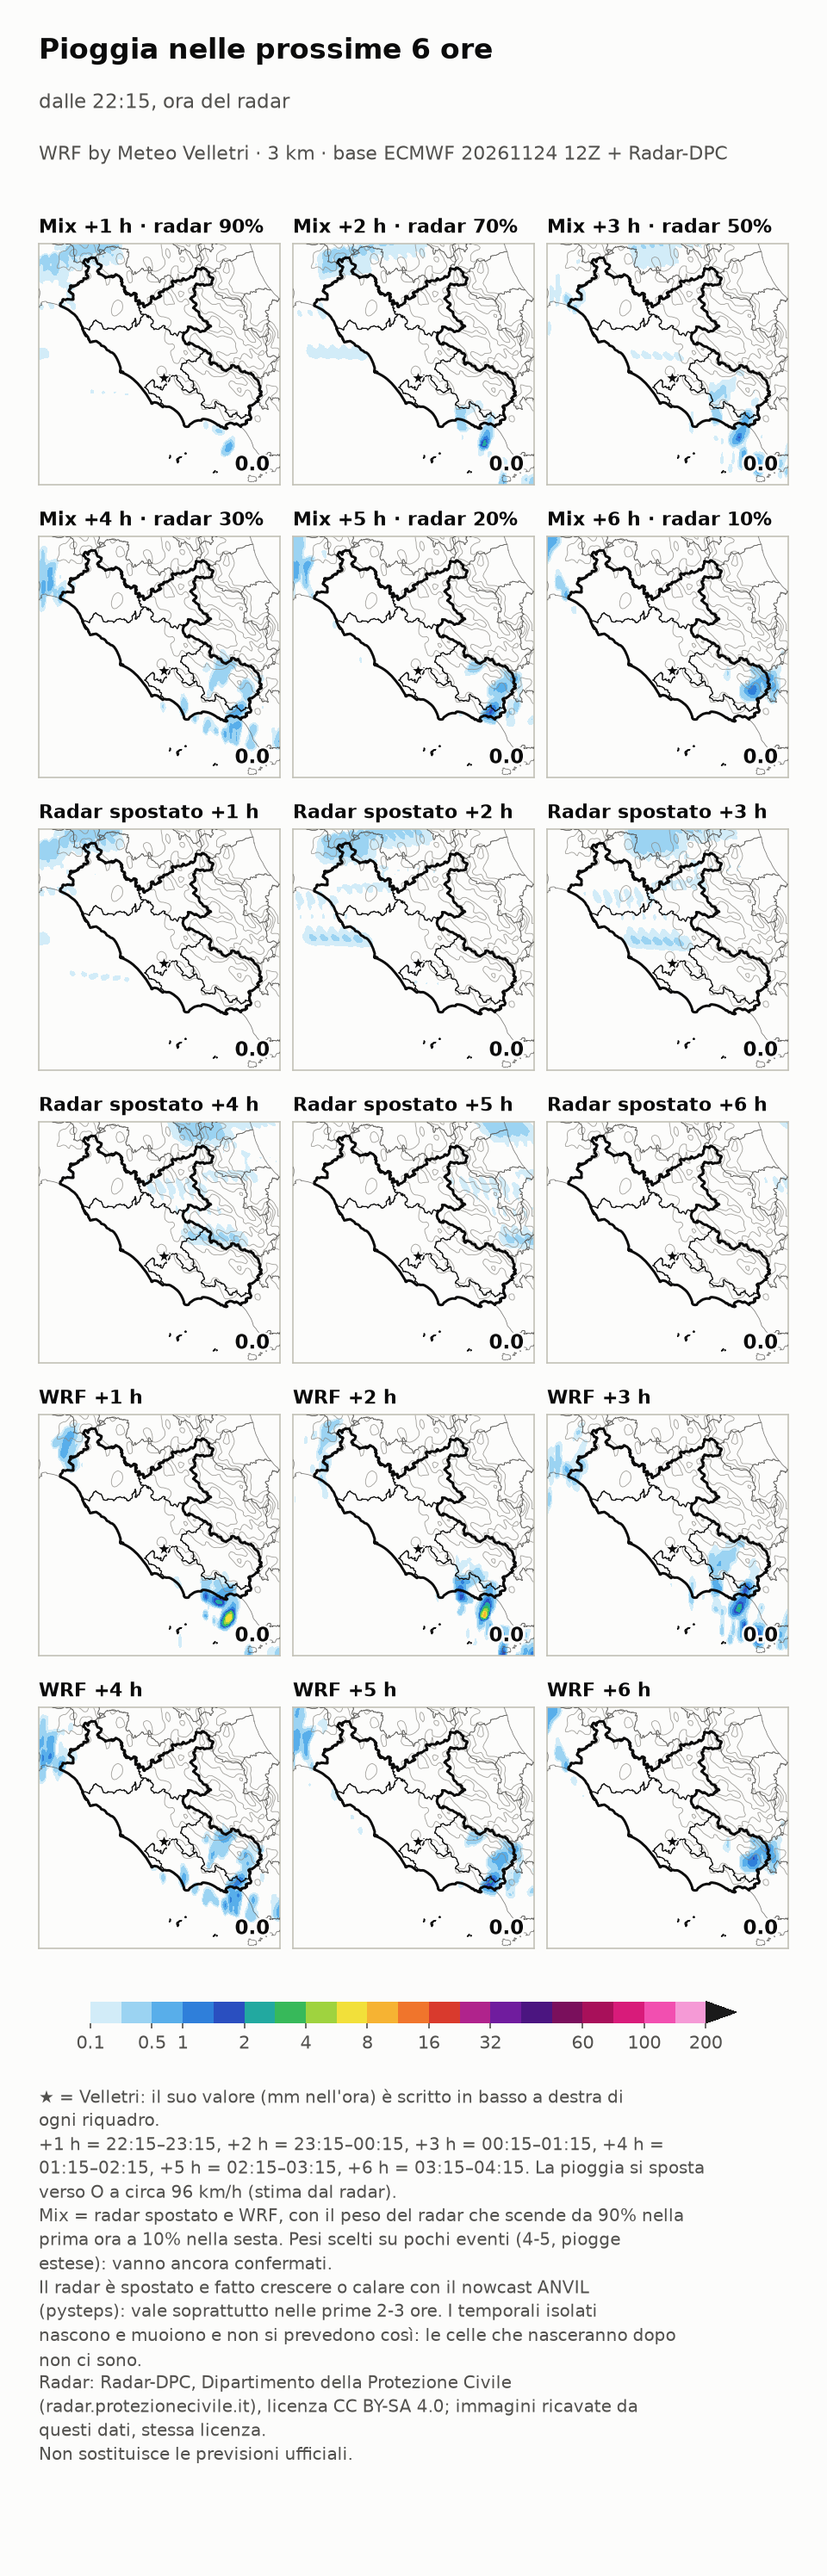 Pioggia nelle prossime 6 ore
dalle 22:15, ora del radar
WRF by Meteo Velletri · 3 km · base ECMWF 20261124 12Z + Radar-DPC
Mix +1 h · radar 90%
Mix +2 h · radar 70%
Mix +3 h · radar 50%
0.0
0.0
0.0
Mix +4 h · radar 30%
Mix +5 h · radar 20%
Mix +6 h · radar 10%
0.0
0.0
0.0
Radar spostato +1 h
Radar spostato +2 h
Radar spostato +3 h
0.0
0.0
0.0
Radar spostato +4 h
Radar spostato +5 h
Radar spostato +6 h
0.0
0.0
0.0
WRF +1 h
WRF +2 h
WRF +3 h
0.0
0.0
0.0
WRF +4 h
WRF +5 h
WRF +6 h
0.0
0.0
0.0
0.1 0.5 1 2 4 8 16 32 60 100 200
★ = Velletri: il suo valore (mm nell'ora) è scritto in basso a destra di
ogni riquadro.
+1 h = 22:15–23:15, +2 h = 23:15–00:15, +3 h = 00:15–01:15, +4 h =
01:15–02:15, +5 h = 02:15–03:15, +6 h = 03:15–04:15. La pioggia si sposta
verso O a circa 96 km/h (stima dal radar).
Mix = radar spostato e WRF, con il peso del radar che scende da 90% nella
prima ora a 10% nella sesta. Pesi scelti su pochi eventi (4-5, piogge
estese): vanno ancora confermati.
Il radar è spostato e fatto crescere o calare con il nowcast ANVIL
(pysteps): vale soprattutto nelle prime 2-3 ore. I temporali isolati
nascono e muoiono e non si prevedono così: le celle che nasceranno dopo
non ci sono.
Radar: Radar-DPC, Dipartimento della Protezione Civile
(radar.protezionecivile.it), licenza CC BY-SA 4.0; immagini ricavate da
questi dati, stessa licenza.
Non sostituisce le previsioni ufficiali.